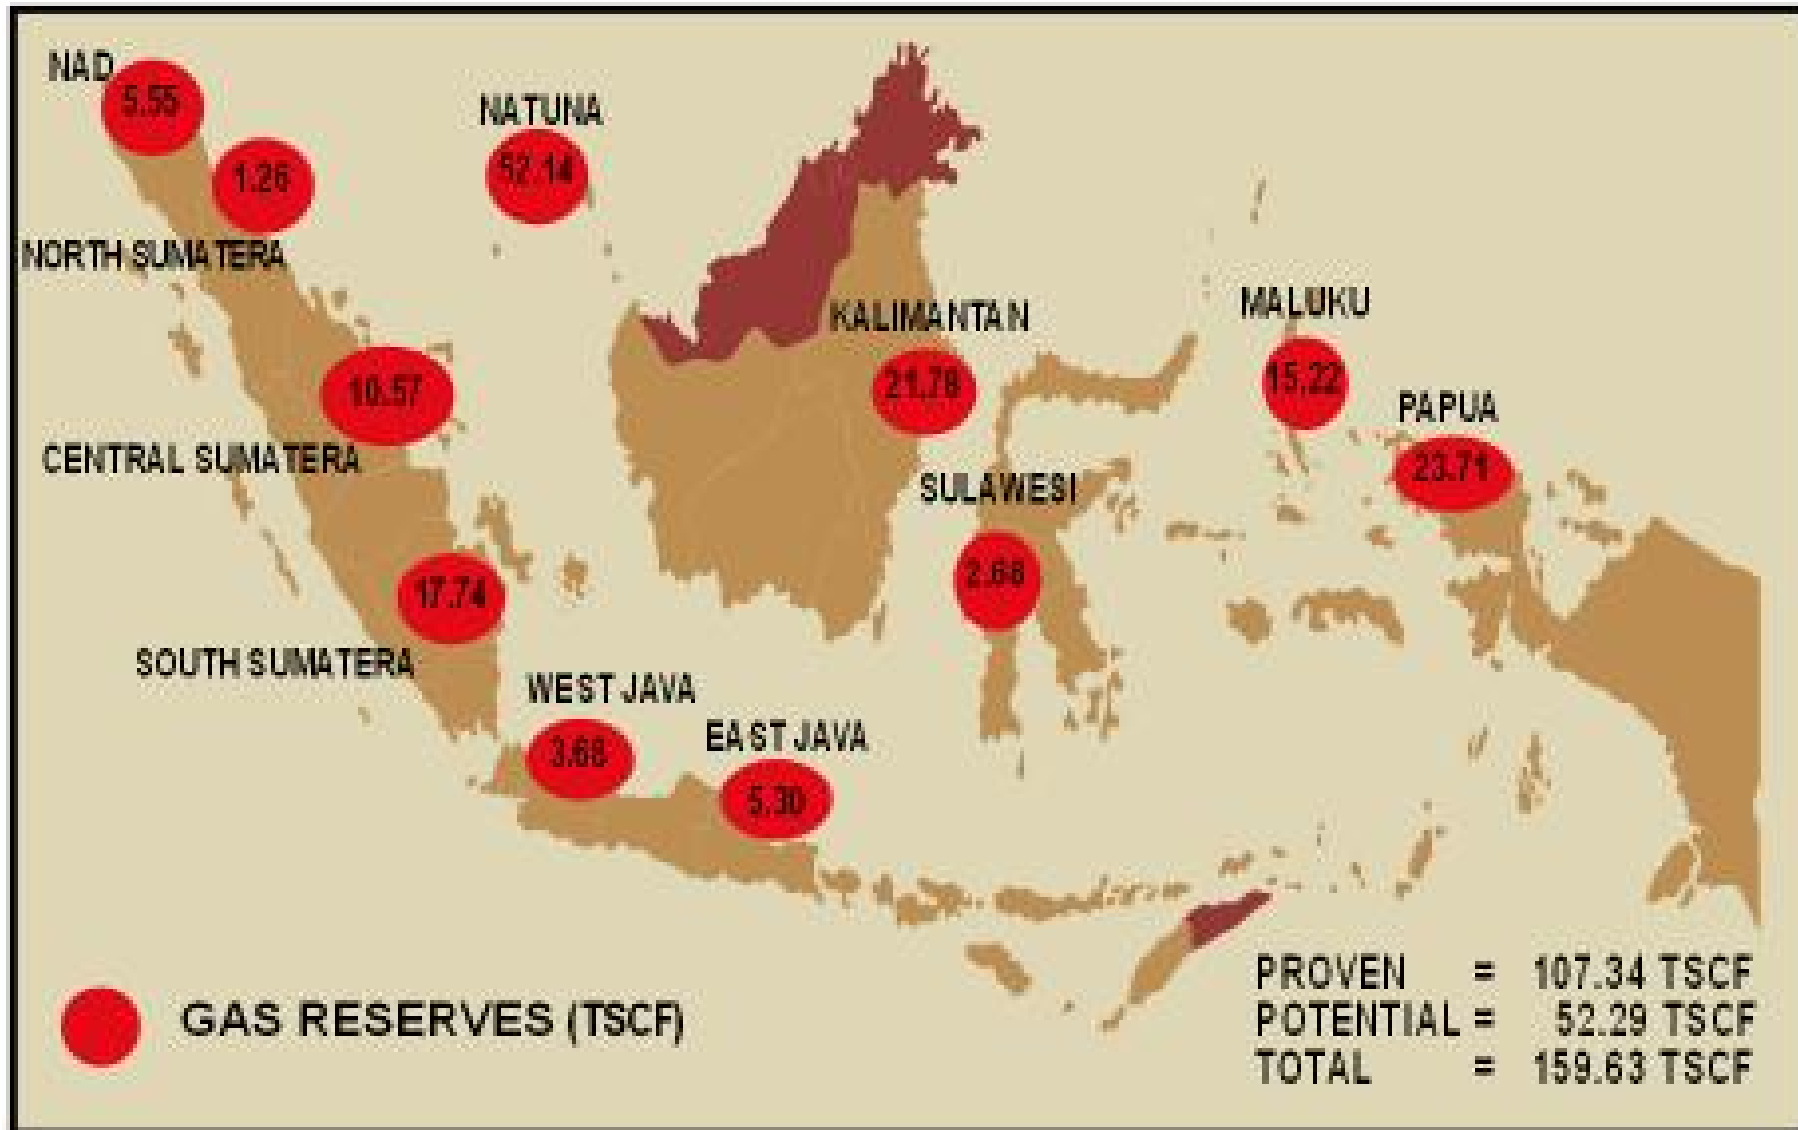 NAD
5.55
1.26
NORTH SUMATERA
NATUNA
52.14
10.57
CENTRAL SUMATERA
KALIMANTAN
21.78
MALUKU
15.22
PAPUA
23.71
SULAWESI
2.68
17.74
SOUTH SUMATERA
WEST JAVA
3.68
EAST JAVA
5.30
GAS RESERVES (TSCF)
PROVEN = 107.34 TSCF
POTENTIAL = 52.29 TSCF
TOTAL = 159.63 TSCF